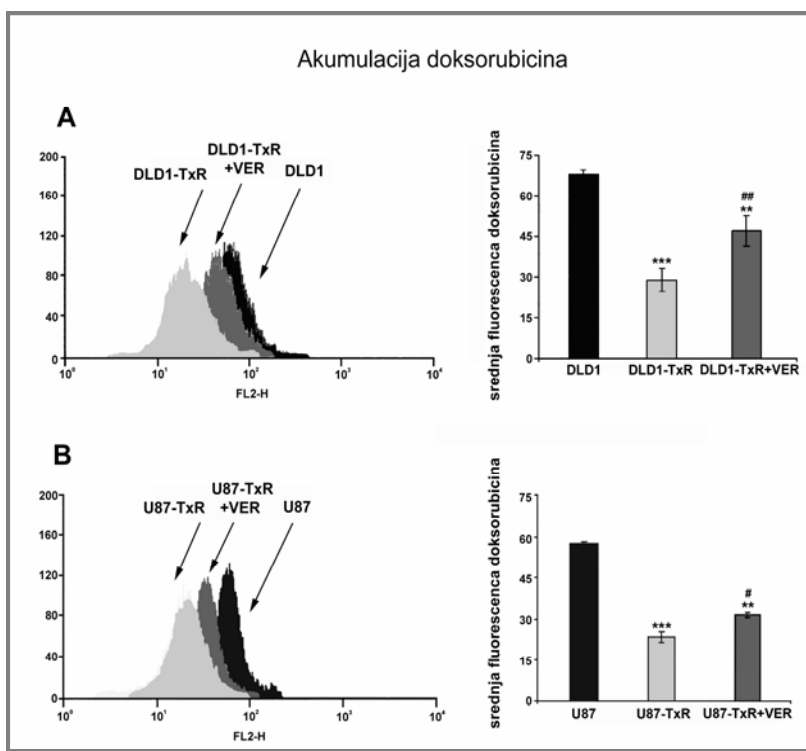 Akumulacija doksorubicina
A
200
160
120
80
40
0
10⁰
10¹
10²
10³
10⁴
FL2-H
DLD1-TxR
DLD1-TxR
+VER
DLD1
srednja fluorescenca doksorubicina
75
60
45
30
15
0
***
##
**
DLD1
DLD1-TxR
DLD1-TxR+VER
B
200
160
120
80
40
0
10⁰
10¹
10²
10³
10⁴
FL2-H
U87-TxR
U87-TxR
+VER
U87
srednja fluorescenca doksorubicina
75
60
45
30
15
0
***
#
**
U87
U87-TxR
U87-TxR+VER